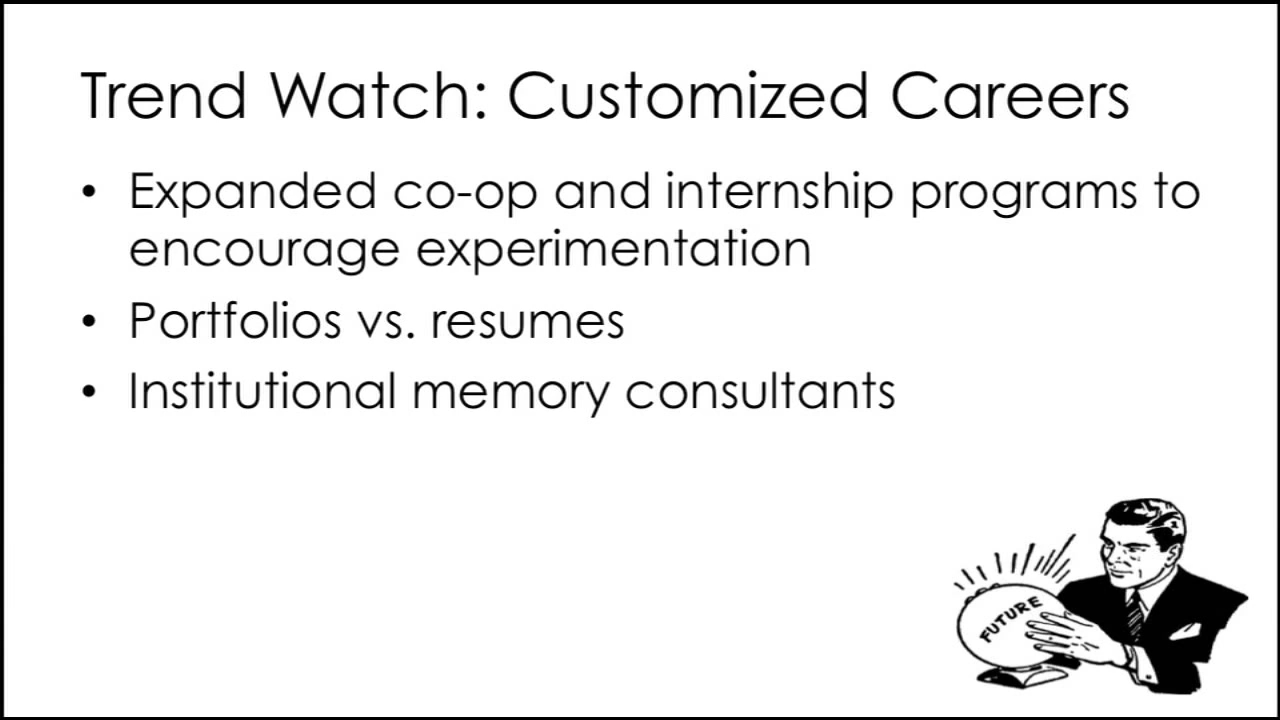 Trend Watch: Customized Careers
• Expanded co-op and internship programs to
encourage experimentation
• Portfolios vs. resumes
• Institutional memory consultants
FUTURE